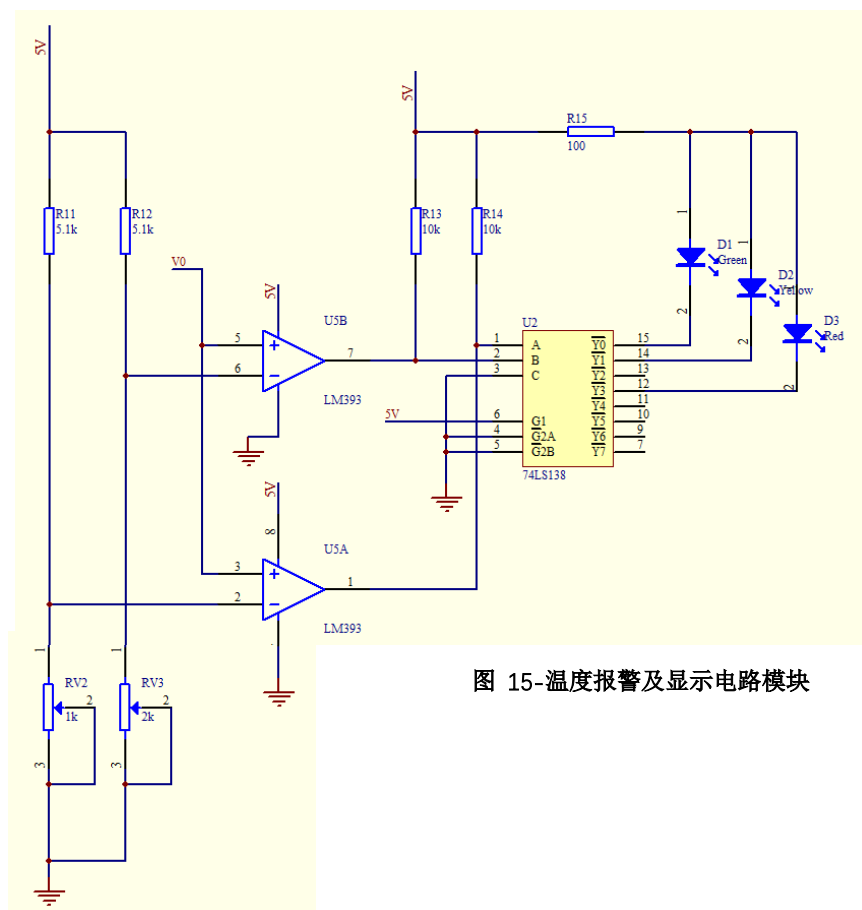 5V
5V
R15
100
R11
5.1k
R12
5.1k
R13
10k
R14
10k
1
D1
Green
2
1
D2
Yellow
2
1
D3
Red
2
V0
5V
U5B
5
6
7
LM393
U2
1 A Y0 15
2 B Y1 14
3 C Y2 13
Y3 12
Y4 11
6 G1 Y5 10
4 G2A Y6 9
5 G2B Y7 7
5V
74LS138
5V
8
U5A
3
2
1
LM393
1
RV2
2
1k
3
1
RV3
2
2k
3
图 15-温度报警及显示电路模块